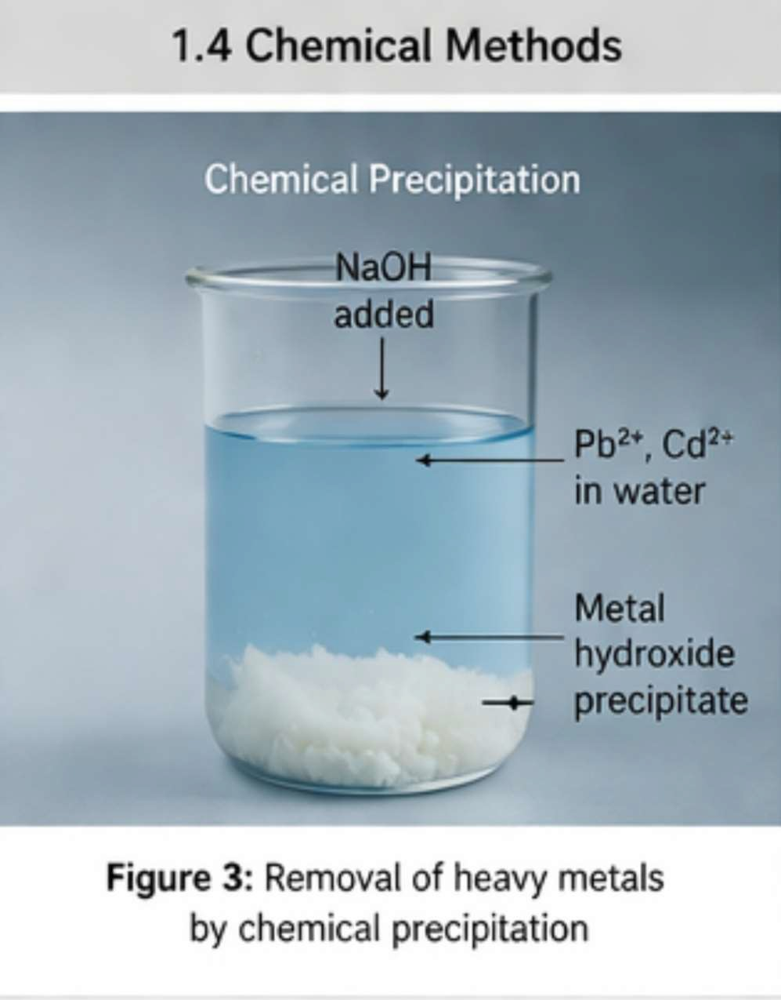 1.4 Chemical Methods
Chemical Precipitation
NaOH
added
Pb²⁺, Cd²⁺
in water
Metal
hydroxide
precipitate
Figure 3: Removal of heavy metals
by chemical precipitation